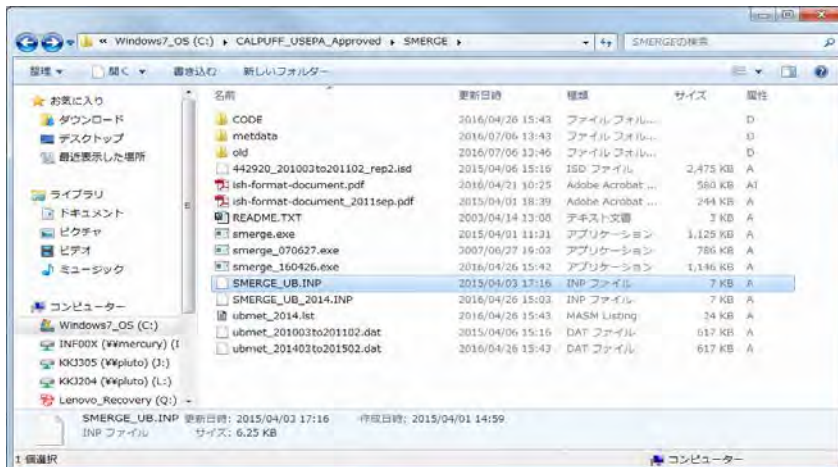 « Windows7_OS (C:) ▸ CALPUFF_USEPA_Approved ▸ SMERGE ▸
SMERGEの検索
整理 ▼ 開く ▼ 書き込む 新しいフォルダー
お気に入り
ダウンロード
デスクトップ
最近表示した場所
ライブラリ
ドキュメント
ピクチャ
ビデオ
ミュージック
コンピューター
Windows7_OS (C:)
INF00X (¥¥mercury) (I
KKJ305 (¥¥pluto) (J:)
KKJ204 (¥¥pluto) (L:)
Lenovo_Recovery (Q:)
名前 更新日時 種類 サイズ 属性
CODE 2016/04/26 15:43 ファイル フォル... D
metdata 2016/07/06 13:43 ファイル フォル... D
old 2016/07/06 13:46 ファイル フォル... D
442920_201003to201102_rep2.isd 2015/04/06 15:16 ISD ファイル 2,475 KB A
ish-format-document.pdf 2016/04/21 10:25 Adobe Acrobat ... 580 KB AI
ish-format-document_2011sep.pdf 2015/04/01 18:39 Adobe Acrobat ... 244 KB A
README.TXT 2003/04/14 13:08 テキスト文書 3 KB A
smerge.exe 2015/04/01 11:31 アプリケーション 1,125 KB A
smerge_070627.exe 2007/06/27 19:03 アプリケーション 786 KB A
smerge_160426.exe 2016/04/26 15:42 アプリケーション 1,146 KB A
SMERGE_UB.INP 2015/04/03 17:16 INP ファイル 7 KB A
SMERGE_UB_2014.INP 2016/04/26 15:03 INP ファイル 7 KB A
ubmet_2014.lst 2016/04/26 15:43 MASM Listing 24 KB A
ubmet_201003to201102.dat 2015/04/06 15:16 DAT ファイル 617 KB A
ubmet_201403to201502.dat 2016/04/26 15:43 DAT ファイル 617 KB A
SMERGE_UB.INP 更新日時: 2015/04/03 17:16 作成日時: 2015/04/01 14:59
INP ファイル サイズ: 6.25 KB
1 個選択 コンピューター